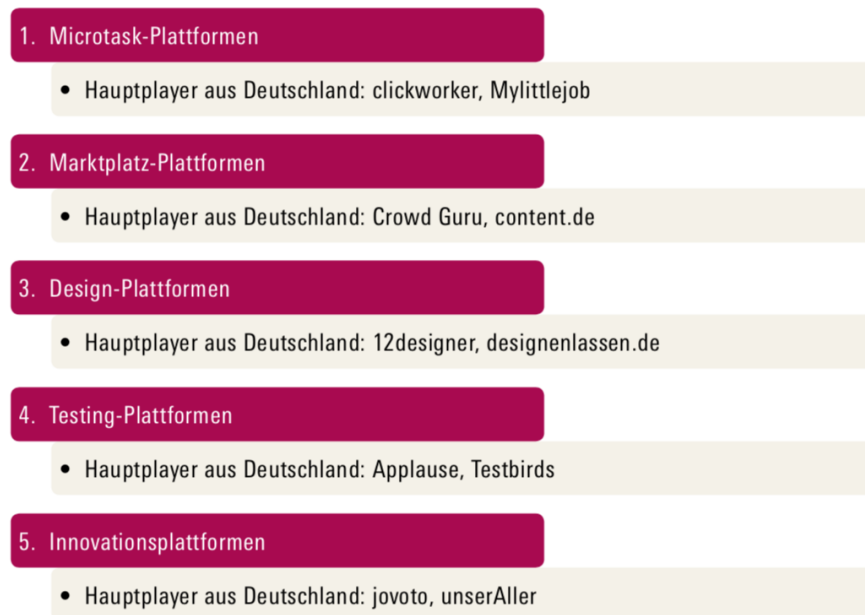 1. Microtask-Plattformen
• Hauptplayer aus Deutschland: clickworker, Mylittlejob
2. Marktplatz-Plattformen
• Hauptplayer aus Deutschland: Crowd Guru, content.de
3. Design-Plattformen
• Hauptplayer aus Deutschland: 12designer, designenlassen.de
4. Testing-Plattformen
• Hauptplayer aus Deutschland: Applause, Testbirds
5. Innovationsplattformen
• Hauptplayer aus Deutschland: jovoto, unserAller